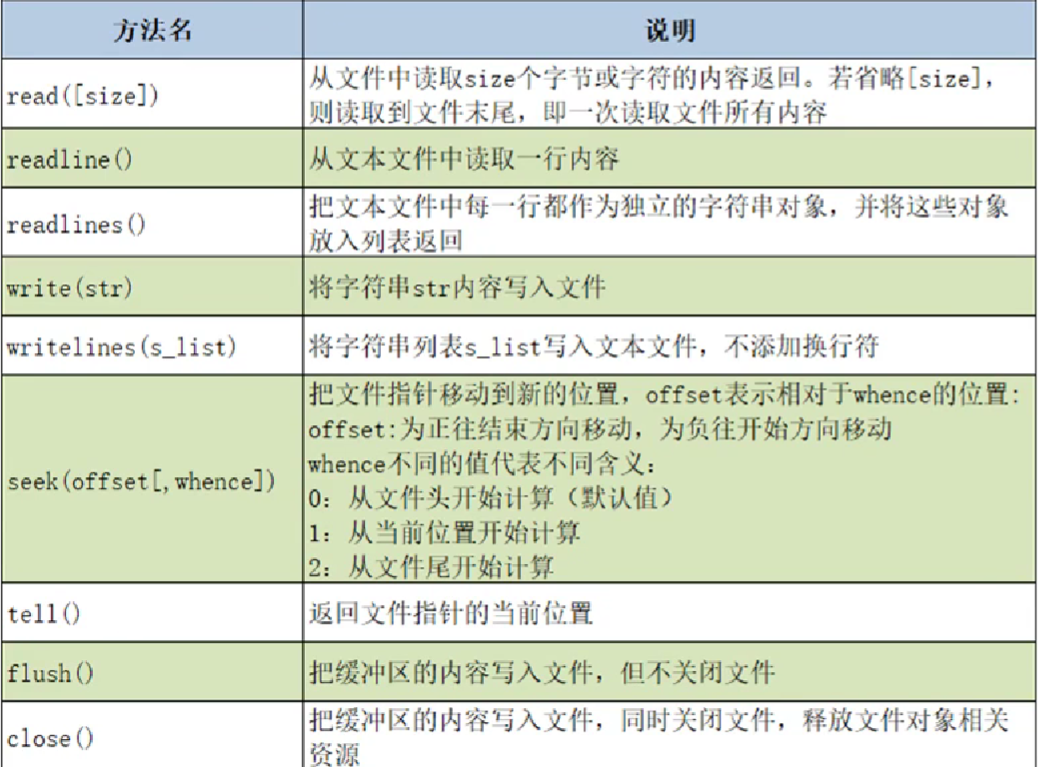 方法名 说明
read([size]) 从文件中读取size个字节或字符的内容返回。若省略[size],
则读取到文件末尾，即一次读取文件所有内容
readline() 从文本文件中读取一行内容
readlines() 把文本文件中每一行都作为独立的字符串对象，并将这些对象
放入列表返回
write(str) 将字符串str内容写入文件
writelines(s_list) 将字符串列表s_list写入文本文件，不添加换行符
seek(offset[,whence]) 把文件指针移动到新的位置，offset表示相对于whence的位置:
offset:为正往结束方向移动，为负往开始方向移动
whence不同的值代表不同含义:
0: 从文件头开始计算（默认值）
1: 从当前位置开始计算
2: 从文件尾开始计算
tell() 返回文件指针的当前位置
flush() 把缓冲区的内容写入文件，但不关闭文件
close() 把缓冲区的内容写入文件，同时关闭文件，释放文件对象相关
资源